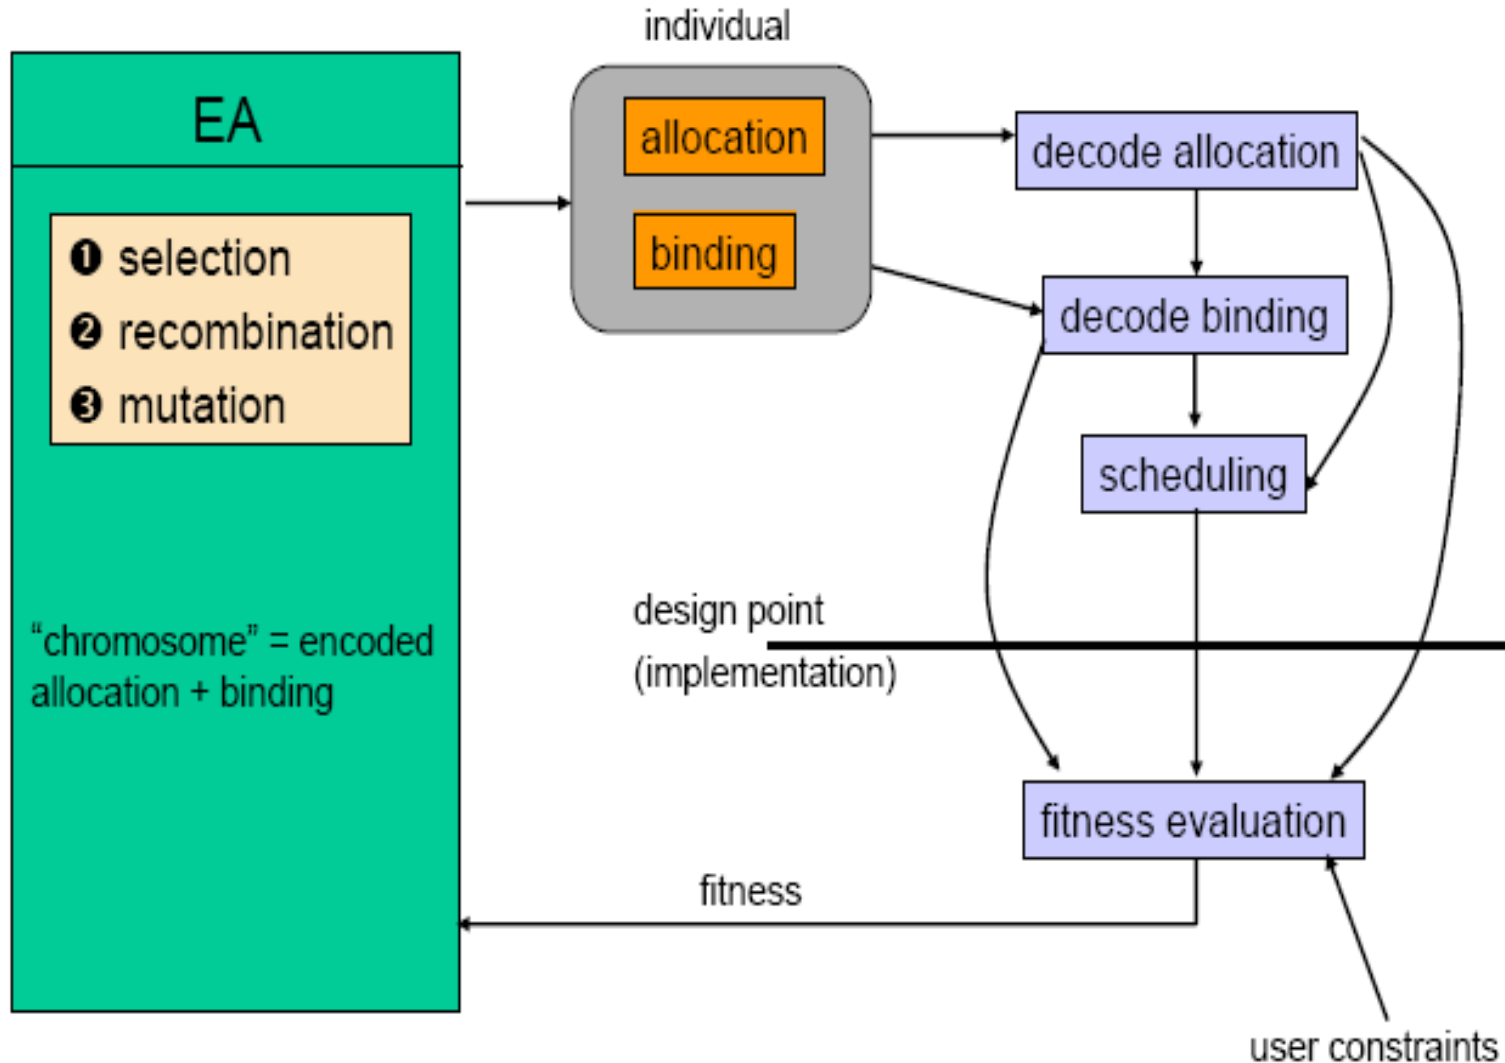 individual
EA
❶ selection
❷ recombination
❸ mutation
“chromosome” = encoded
allocation + binding
allocation
binding
decode allocation
decode binding
scheduling
design point
(implementation)
fitness evaluation
fitness
user constraints